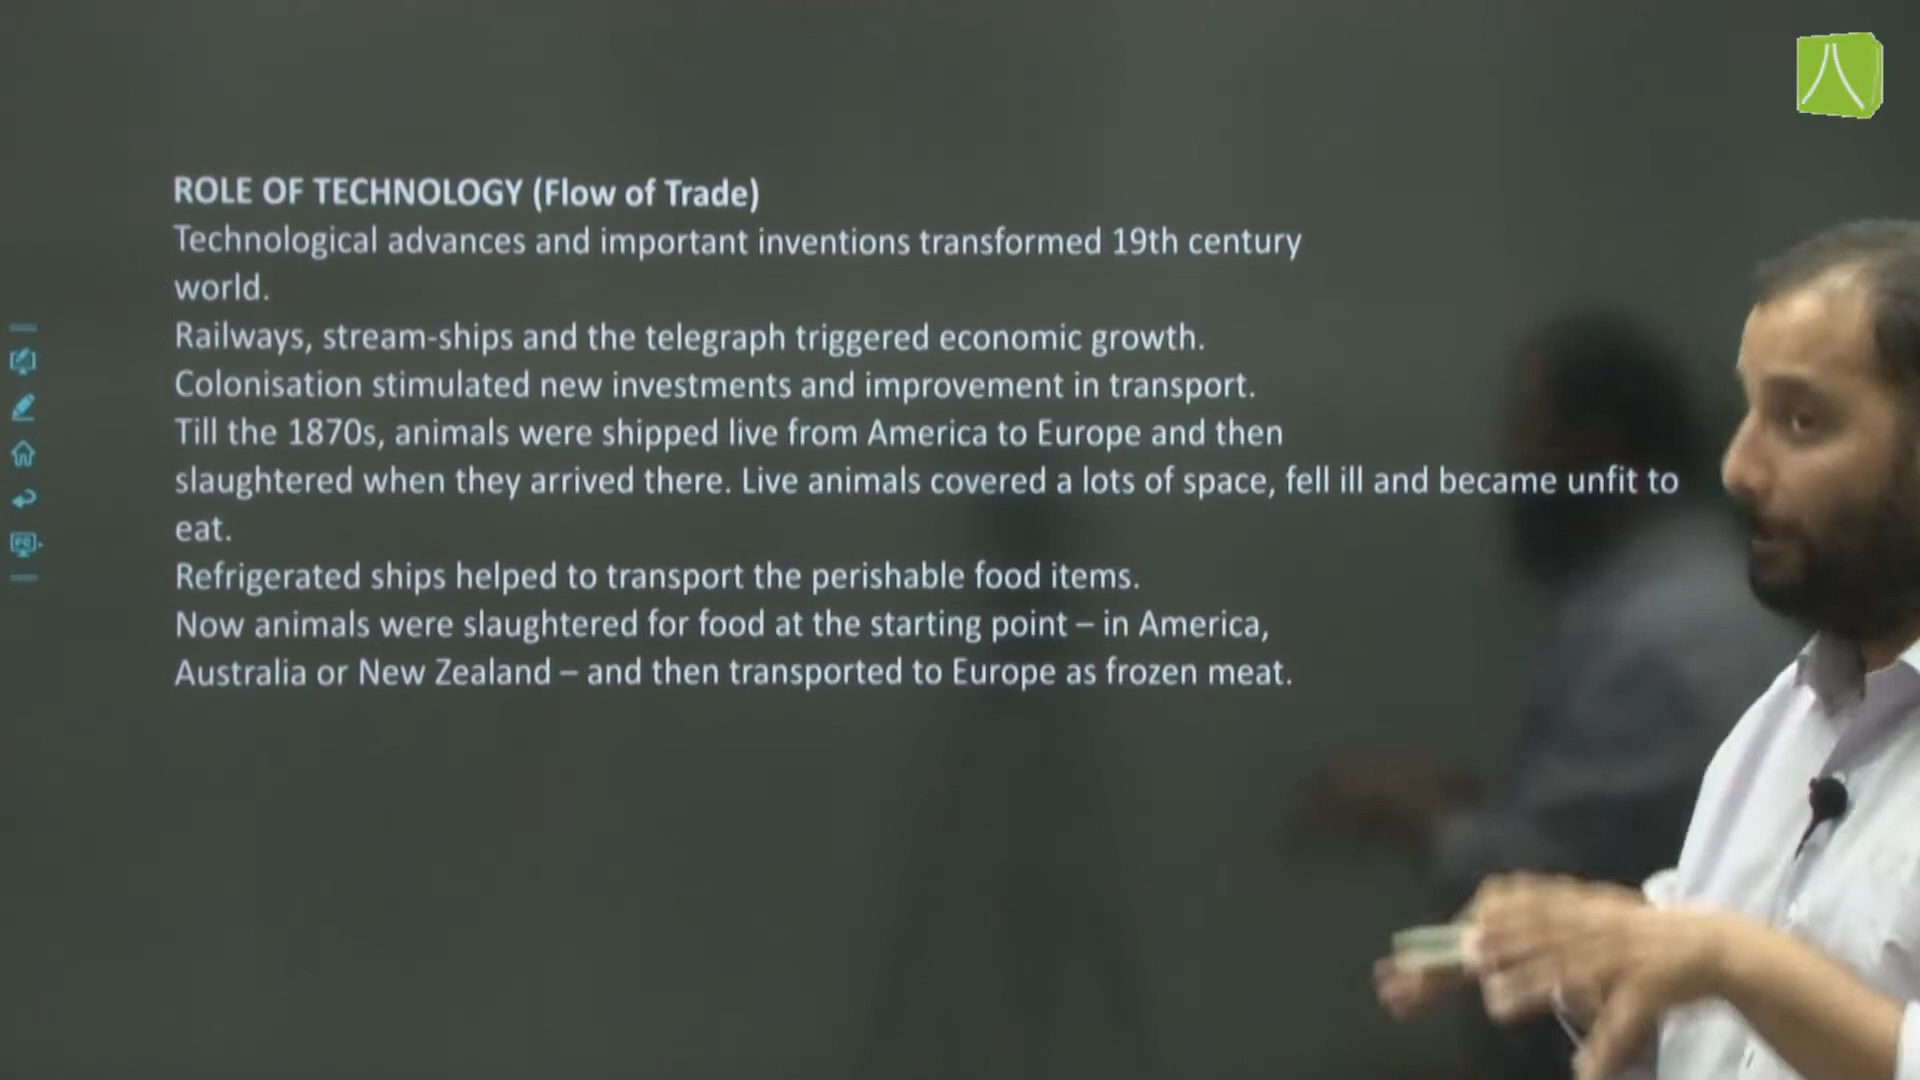 ROLE OF TECHNOLOGY (Flow of Trade)
Technological advances and important inventions transformed 19th century
world.
Railways, stream-ships and the telegraph triggered economic growth.
Colonisation stimulated new investments and improvement in transport.
Till the 1870s, animals were shipped live from America to Europe and then
slaughtered when they arrived there. Live animals covered a lots of space, fell ill and became unfit to
eat.
Refrigerated ships helped to transport the perishable food items.
Now animals were slaughtered for food at the starting point – in America,
Australia or New Zealand – and then transported to Europe as frozen meat.